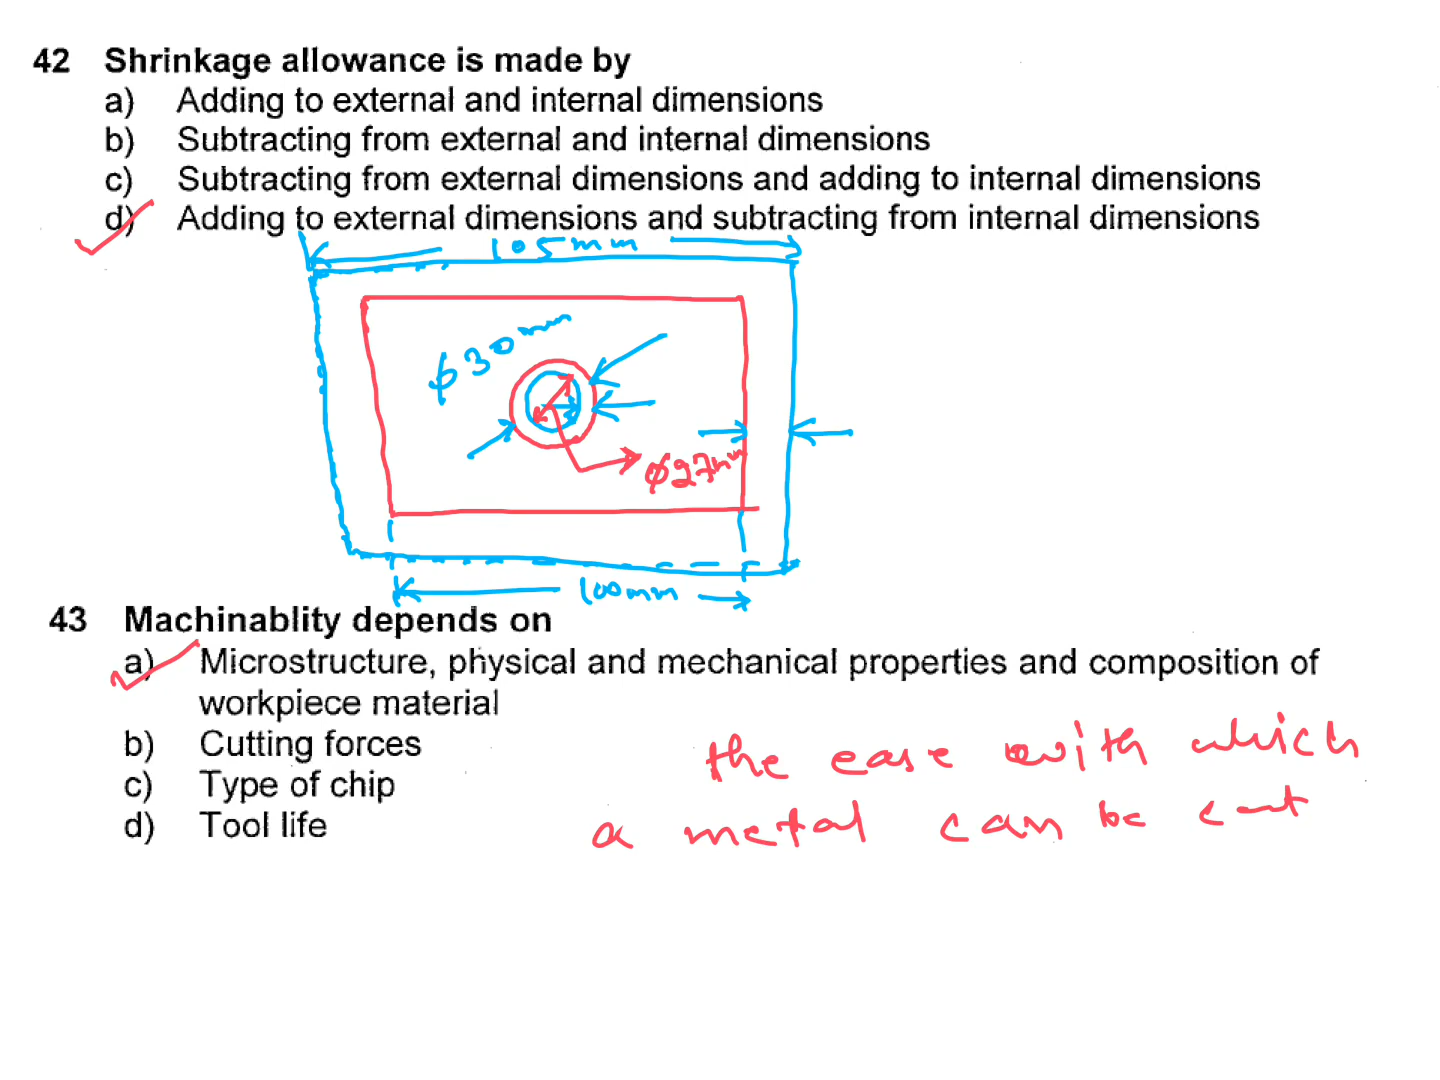 42 Shrinkage allowance is made by
a) Adding to external and internal dimensions
b) Subtracting from external and internal dimensions
c) Subtracting from external dimensions and adding to internal dimensions
d) Adding to external dimensions and subtracting from internal dimensions
105mm
ϕ30mm
ϕ27mm
100mm
43 Machinablity depends on
a) Microstructure, physical and mechanical properties and composition of
workpiece material
b) Cutting forces
c) Type of chip
d) Tool life
the ease with which
a metal can be cut